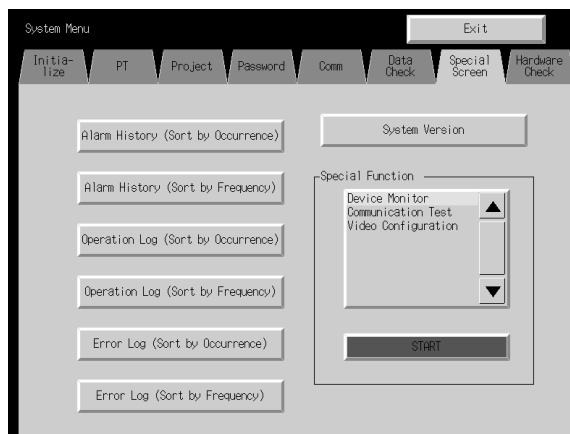 System Menu
Exit
Initia-
lize
PT
Project
Password
Comm
Data
Check
Special
Screen
Hardware
Check
Alarm History (Sort by Occurrence)
Alarm History (Sort by Frequency)
Operation Log (Sort by Occurrence)
Operation Log (Sort by Frequency)
Error Log (Sort by Occurrence)
Error Log (Sort by Frequency)
System Version
Special Function
Device Monitor
Communication Test
Video Configuration
START